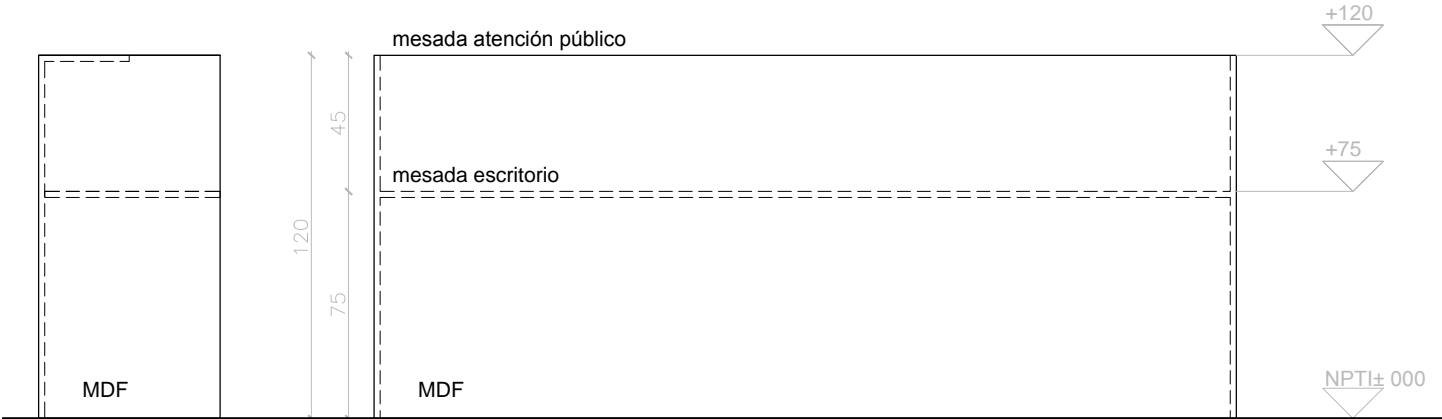 +120
mesada atención público
45
+75
mesada escritorio
120
75
NPTI± 000
MDF
MDF